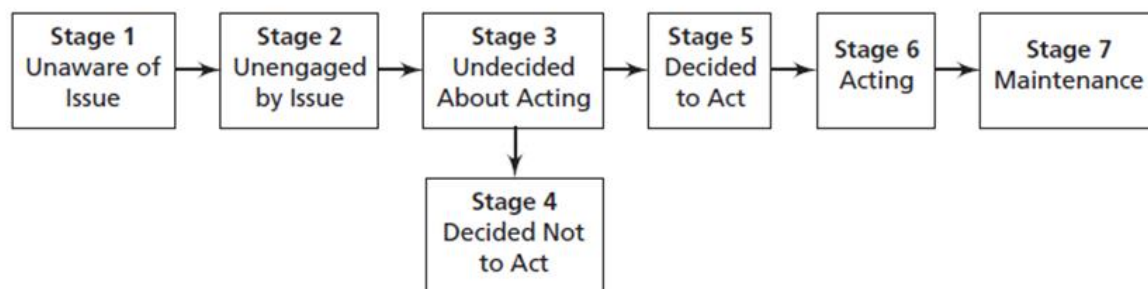 Stage 1
Unaware of
Issue
Stage 2
Unengaged
by Issue
Stage 3
Undecided
About Acting
Stage 5
Decided
to Act
Stage 6
Acting
Stage 7
Maintenance
Stage 4
Decided Not
to Act